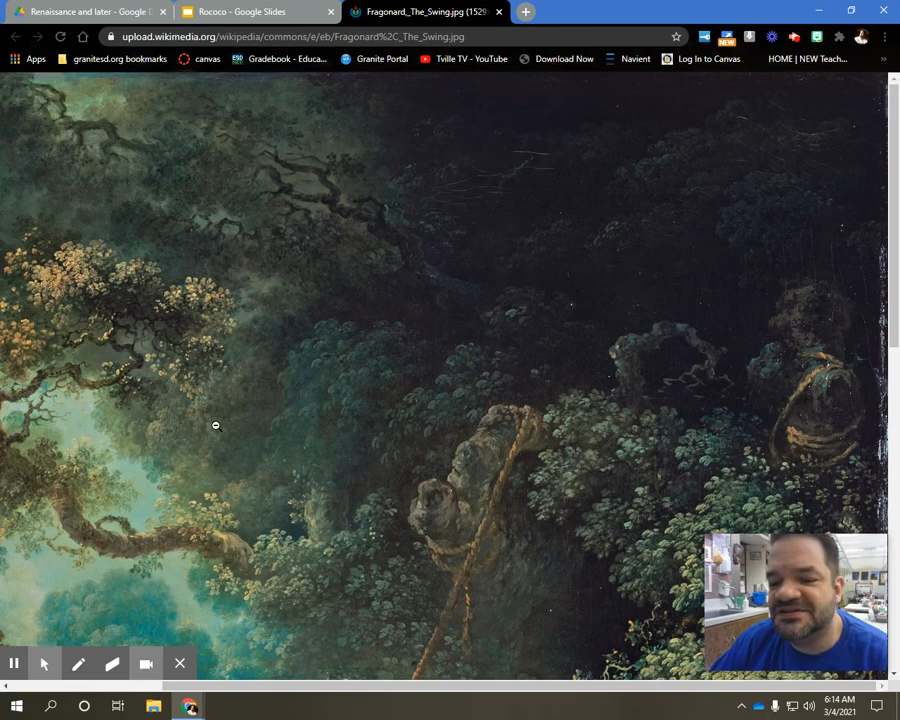 Renaissance and later - Google D
Rococo - Google Slides
Fragonard,_The_Swing.jpg (1529
upload.wikimedia.org/wikipedia/commons/e/eb/Fragonard%2C_The_Swing.jpg
NEW
Apps
granitesd.org bookmarks
canvas
Gradebook - Educa...
Granite Portal
Tville TV - YouTube
Download Now
Navient
Log In to Canvas
HOME | NEW Teach...
6:14 AM
3/4/2021